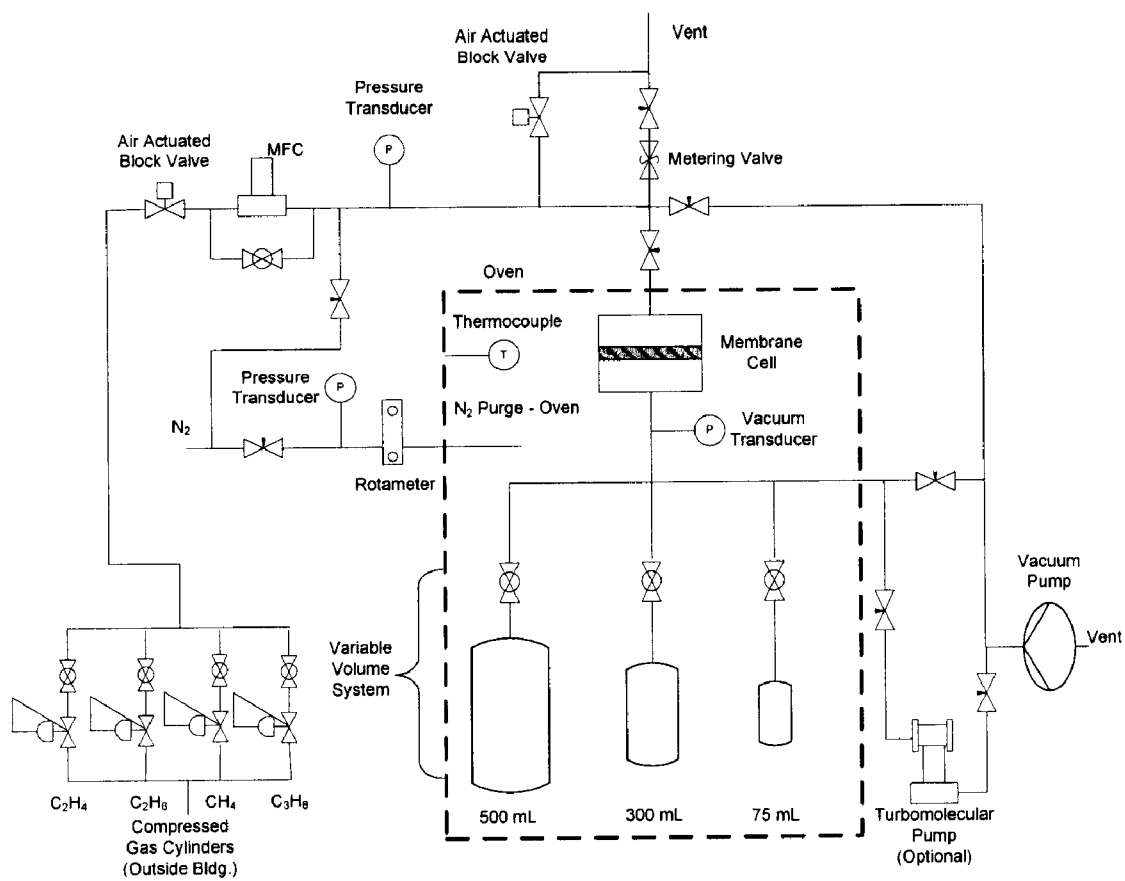 Vent
Air Actuated
Block Valve
Pressure
Transducer
P
Metering Valve
Air Actuated
Block Valve
MFC
Oven
Thermocouple
T
Membrane
Cell
Pressure
Transducer
P
N₂ Purge - Oven
P
Vacuum
Transducer
N₂
Rotameter
Vacuum
Pump
Vent
Variable
Volume
System
C₂H₄
C₂H₆
CH₄
C₃H₈
500 mL
300 mL
75 mL
Compressed
Gas Cylinders
(Outside Bldg.)
Turbomolecular
Pump
(Optional)